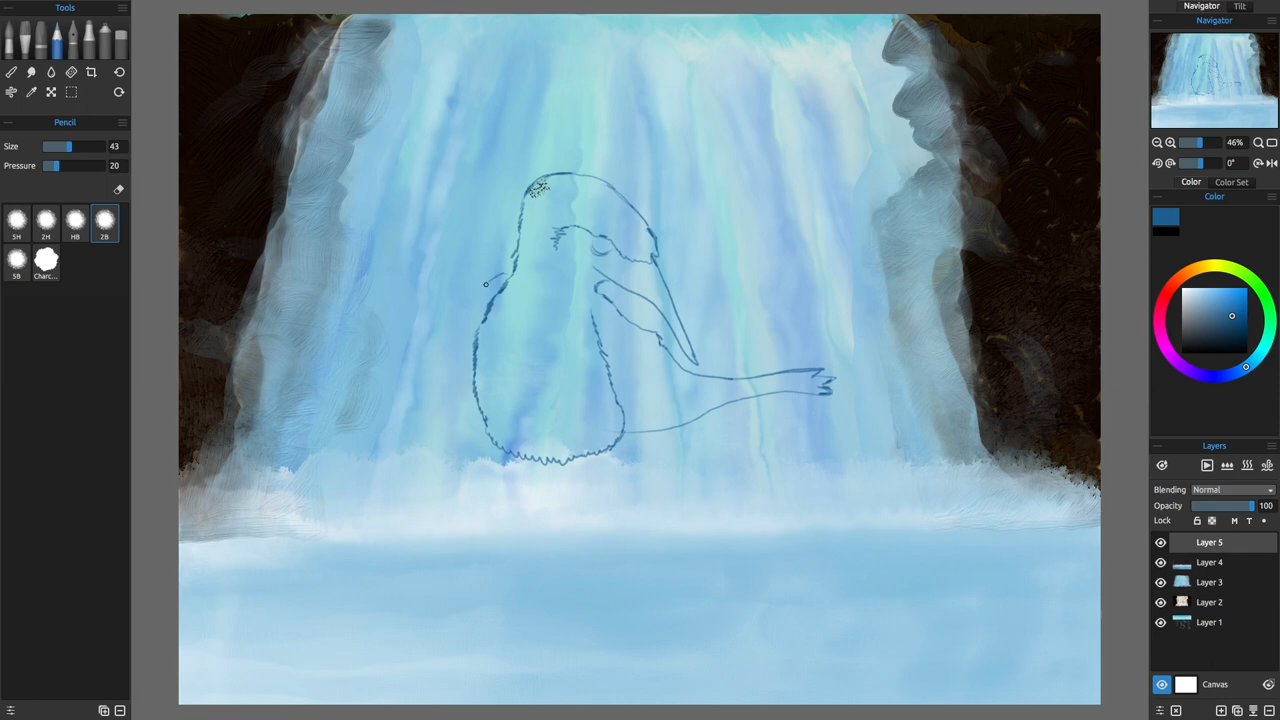 Tools
Pencil
Size 43
Pressure 20
3H 2H HB 2B
5B Charc...
Navigator Tilt
Navigator
46%
0°
Color Color Set
Color
Layers
Blending Normal
Opacity 100
Lock M T
Layer 5
Layer 4
Layer 3
Layer 2
Layer 1
Canvas